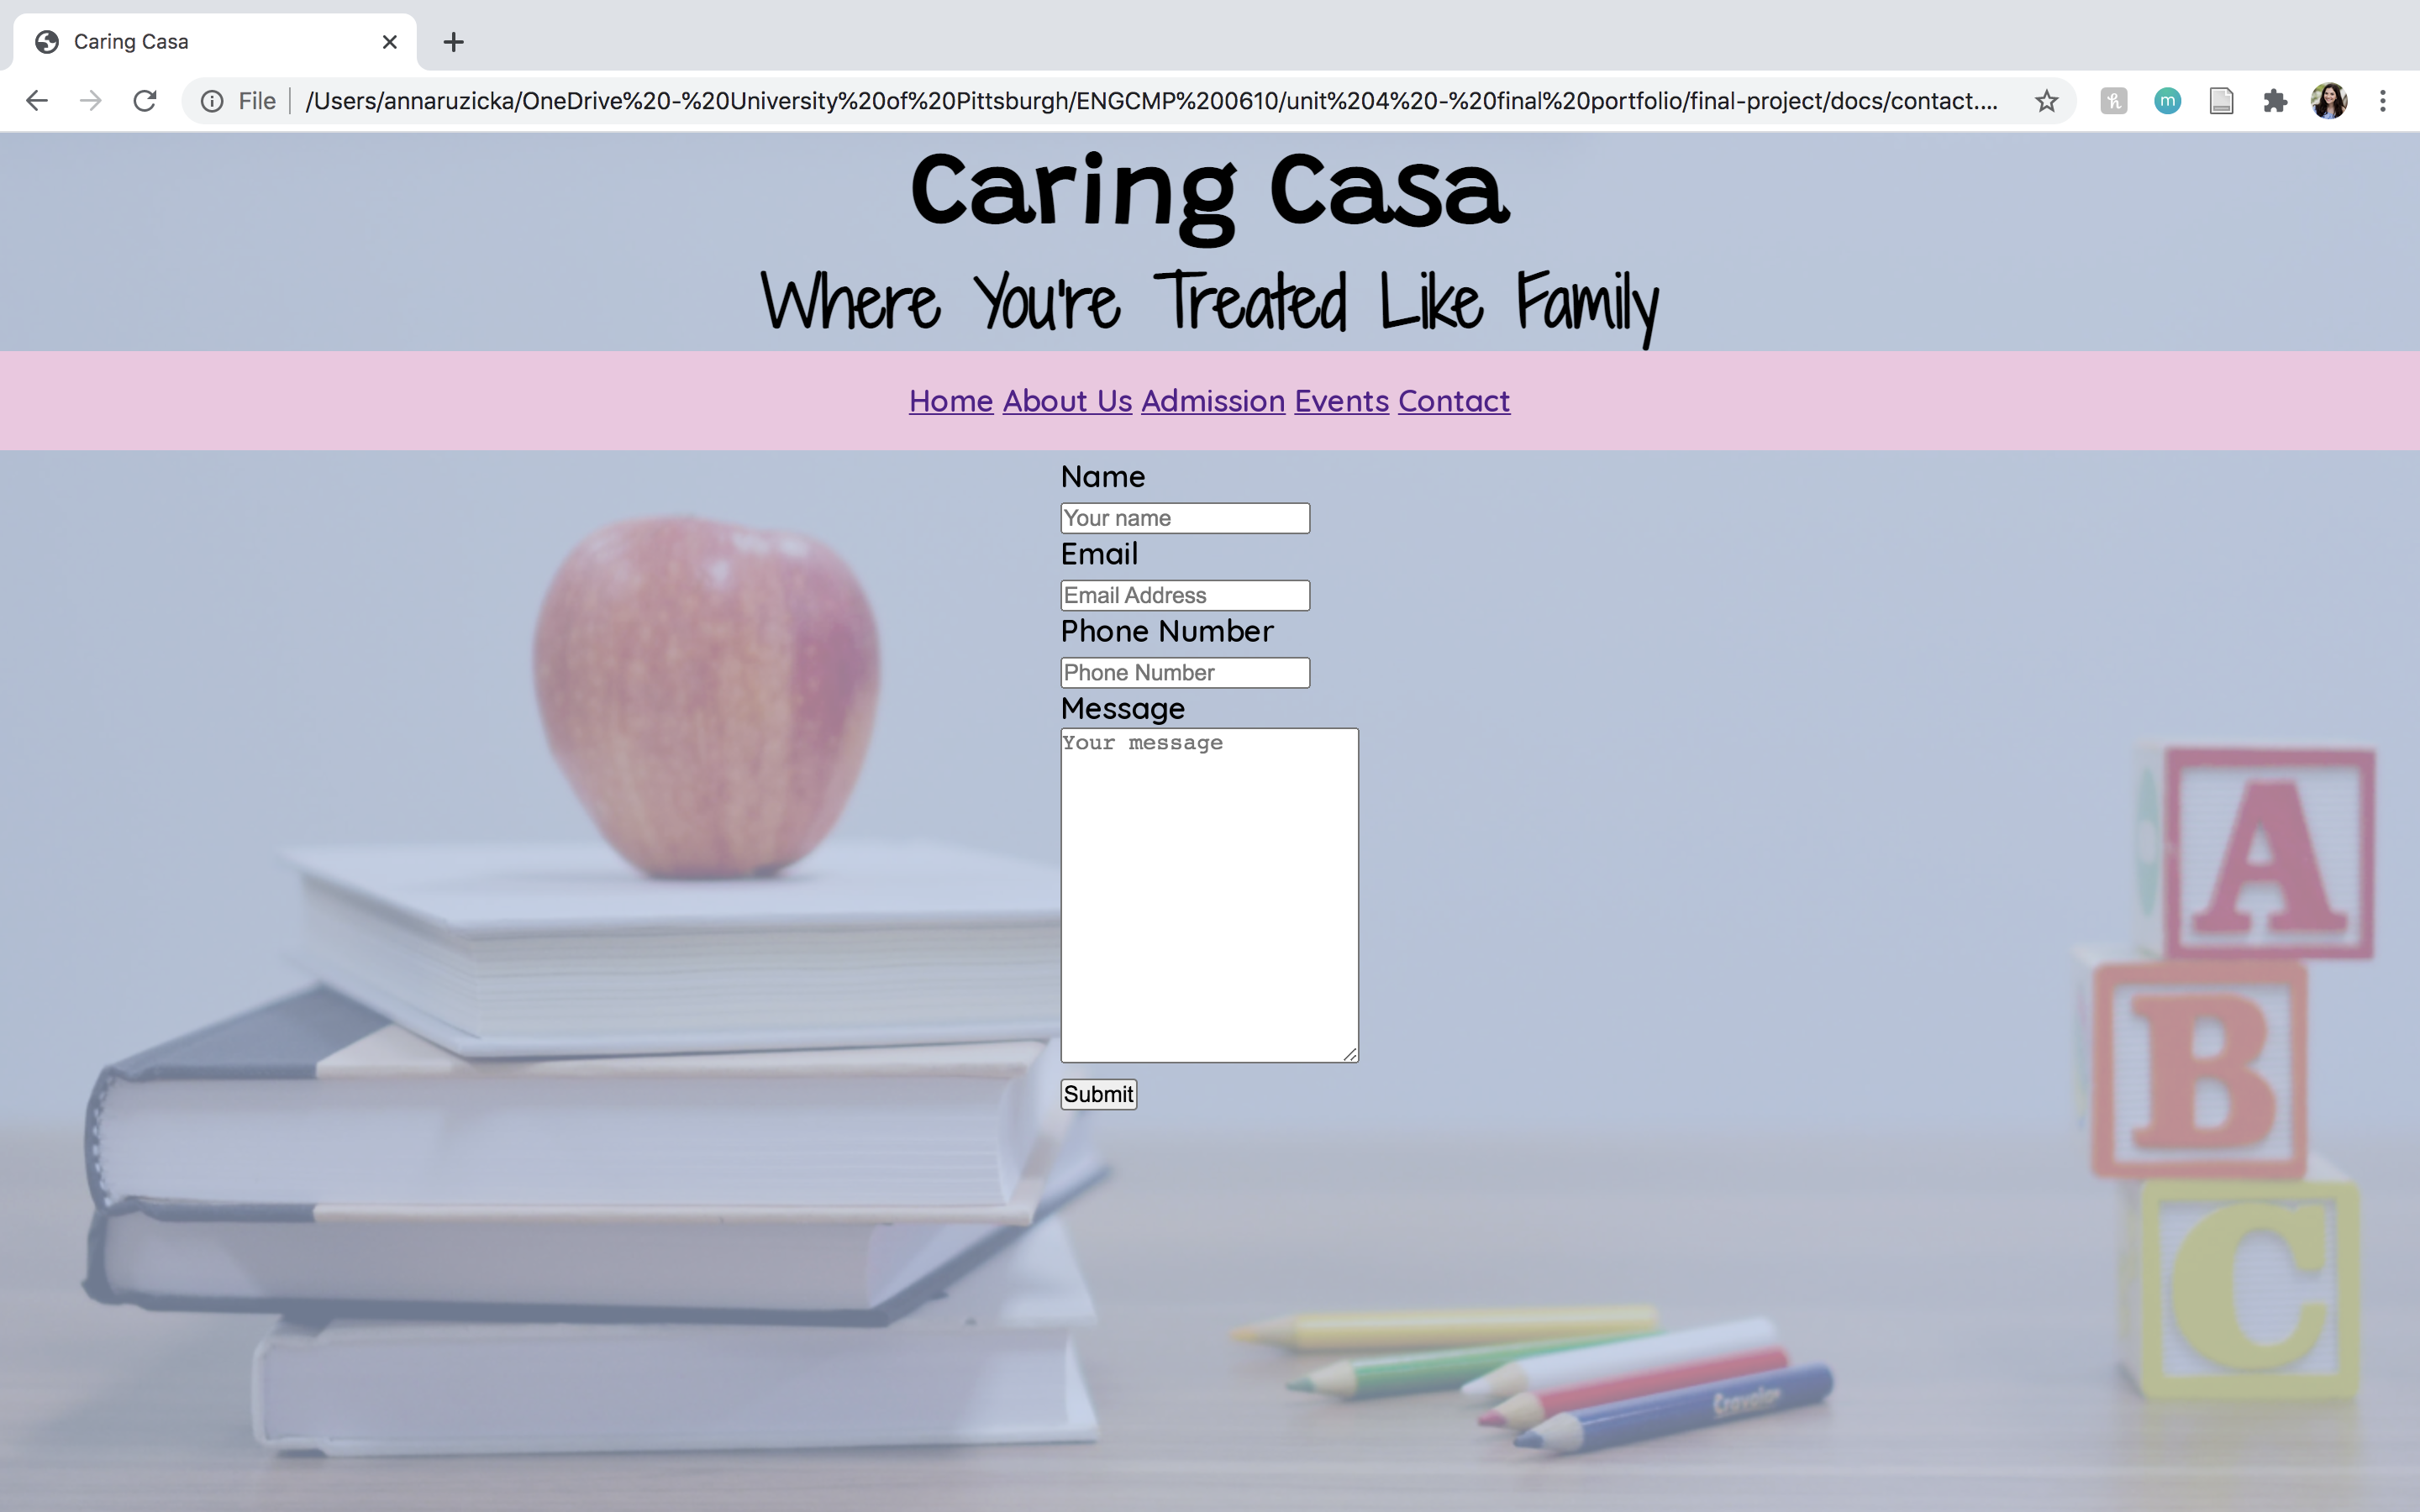 Caring Casa
File /Users/annaruzicka/OneDrive%20-%20University%20of%20Pittsburgh/ENGCMP%200610/unit%204%20-%20final%20portfolio/final-project/docs/contact....
m
Caring Casa
Where You're Treated Like Family
Home About Us Admission Events Contact
Name
Your name
Email
Email Address
Phone Number
Phone Number
Message
Your message
Submit
A
B
C
Crayola